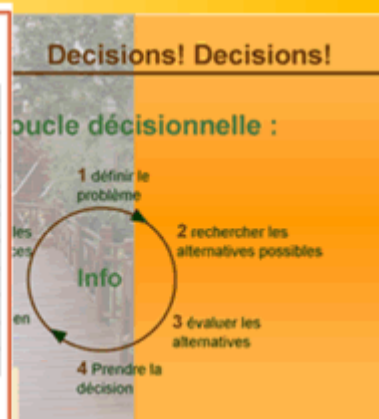 Decisions! Decisions!
oucle décisionnelle :
1 définir le
problème
2 rechercher les
alternatives possibles
les
Info
en
3 évaluer les
alternatives
4 Prendre la
décision